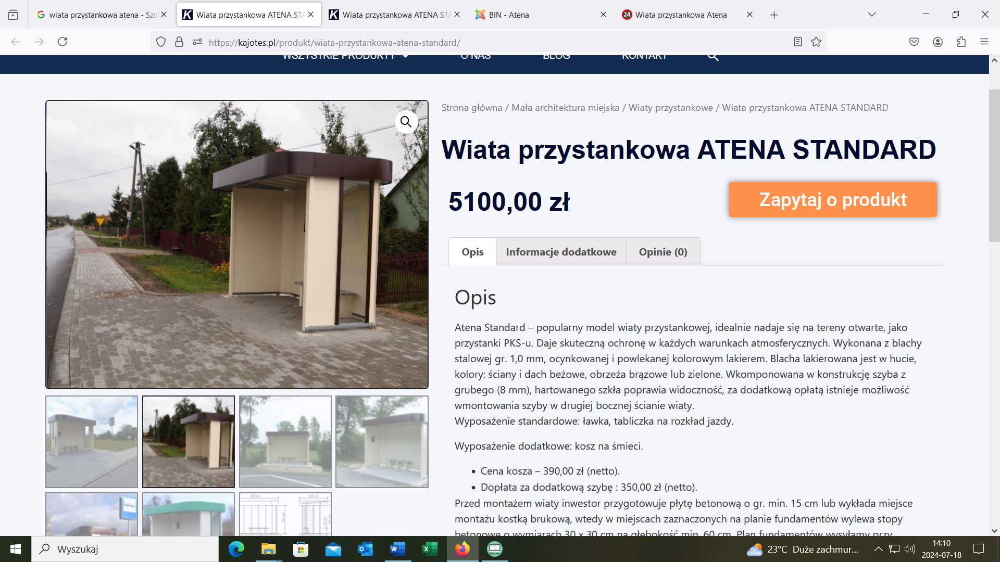 wiata przystankowa atena - Szu
Wiata przystankowa ATENA STA
Wiata przystankowa ATENA STA
BIN - Atena
24
Wiata przystankowa Atena
https://kajotes.pl/produkt/wiata-przystankowa-atena-standard/
WSZYSTKIE PRODUKTY
O NAS
BLOG
KONTAKT
Strona główna / Mała architektura miejska / Wiaty przystankowe / Wiata przystankowa ATENA STANDARD
Wiata przystankowa ATENA STANDARD
5100,00 zł
Zapytaj o produkt
Opis
Informacje dodatkowe
Opinie (0)
Opis
Atena Standard – popularny model wiaty przystankowej, idealnie nadaje się na tereny otwarte, jako
przystanki PKS-u. Daje skuteczną ochronę w każdych warunkach atmosferycznych. Wykonana z blachy
stalowej gr. 1,0 mm, ocynkowanej i powlekanej kolorowym lakierem. Blacha lakierowana jest w hucie,
kolory: ściany i dach beżowe, obrzeża brązowe lub zielone. Wkomponowana w konstrukcję szyba z
grubego (8 mm), hartowanego szkła poprawia widoczność, za dodatkową opłatą istnieje możliwość
wmontowania szyby w drugiej bocznej ścianie wiaty.
Wyposażenie standardowe: ławka, tabliczka na rozkład jazdy.
Wyposażenie dodatkowe: kosz na śmieci.
• Cena kosza – 390,00 zł (netto).
• Dopłata za dodatkową szybę : 350,00 zł (netto).
Przed montażem wiaty inwestor przygotowuje płytę betonową o gr. min. 15 cm lub wykłada miejsce
montażu kostką brukową, wtedy w miejscach zaznaczonych na planie fundamentów wylewa stopy
betonowe o wymiarach 30 x 30 cm na głębokość min. 60 cm. Plan fundamentów wysyłamy przy
Wyszukaj
23°C Duże zachmur...
14:10
2024-07-18